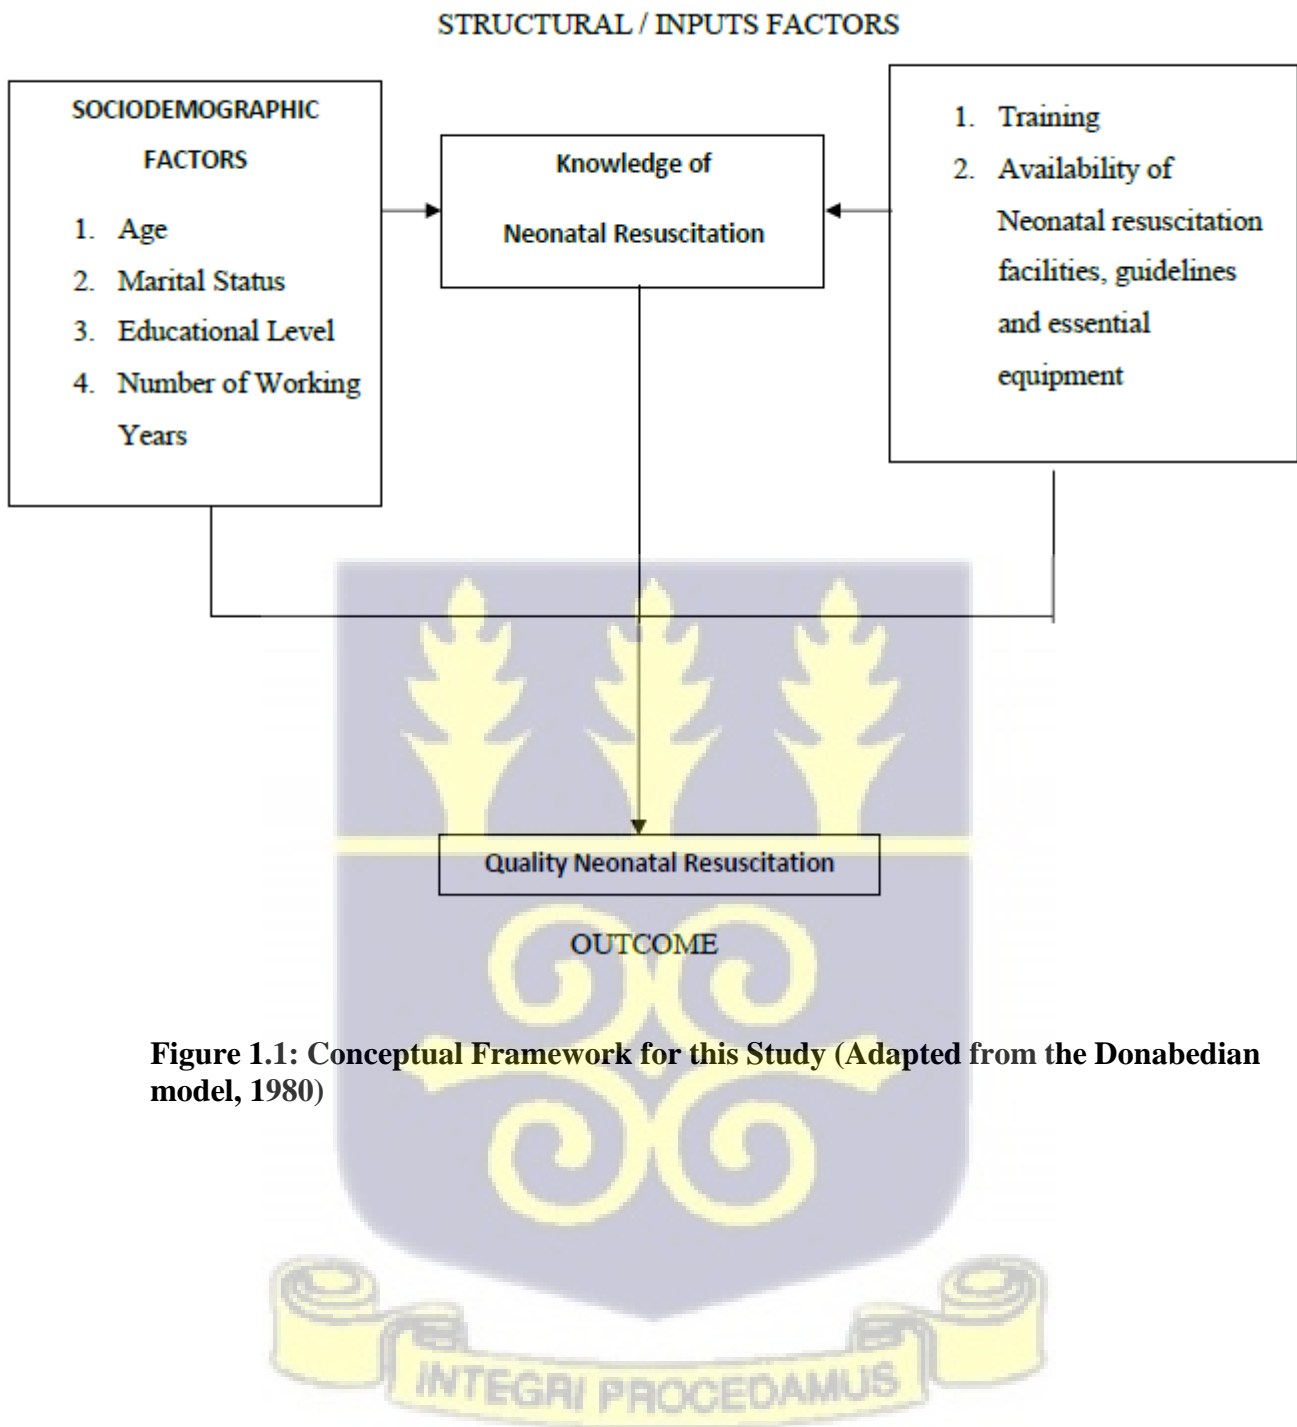 STRUCTURAL / INPUTS FACTORS
SOCIODEMOGRAPHIC
FACTORS
1. Age
2. Marital Status
3. Educational Level
4. Number of Working
Years
Knowledge of
Neonatal Resuscitation
1. Training
2. Availability of
Neonatal resuscitation
facilities, guidelines
and essential
equipment
Quality Neonatal Resuscitation
OUTCOME
Figure 1.1: Conceptual Framework for this Study (Adapted from the Donabedian
model, 1980)
INTEGRI PROCEDAMUS